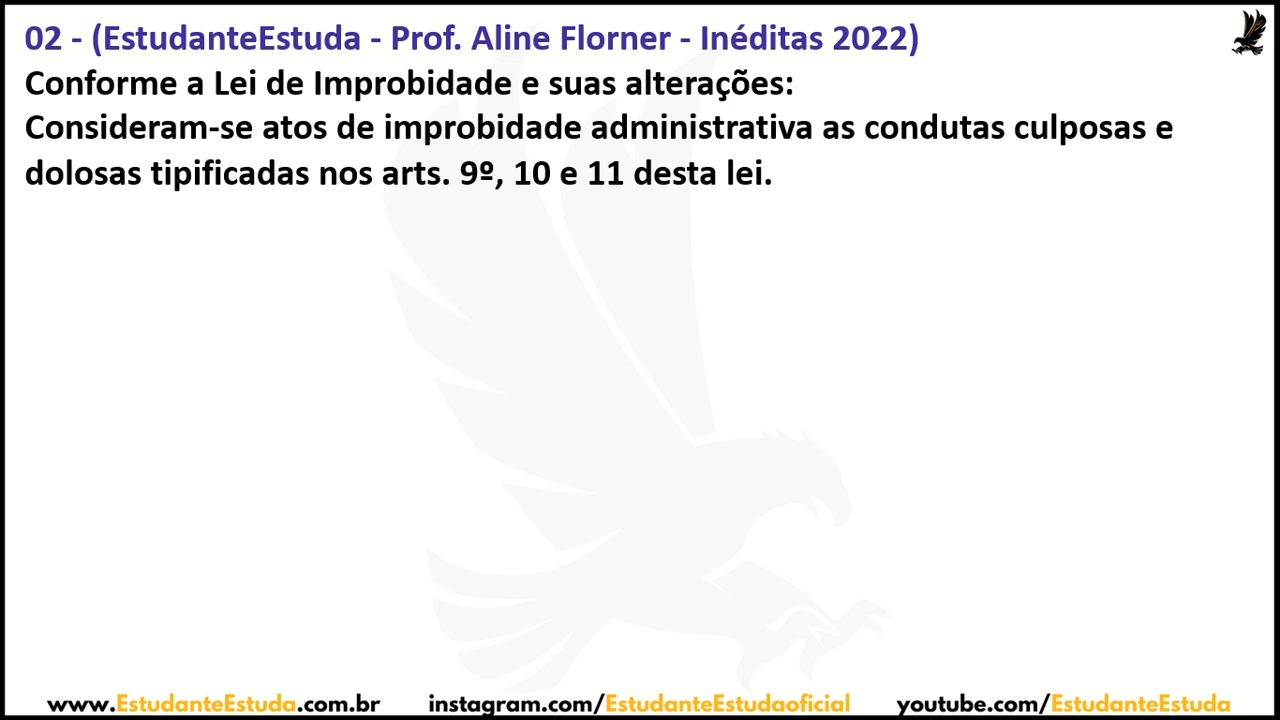 02 - (EstudanteEstuda - Prof. Aline Florner - Inéditas 2022)
Conforme a Lei de Improbidade e suas alterações:
Consideram-se atos de improbidade administrativa as condutas culposas e
dolosas tipificadas nos arts. 9º, 10 e 11 desta lei.
www.EstudanteEstuda.com.br instagram.com/EstudanteEstudaoficial youtube.com/EstudanteEstuda